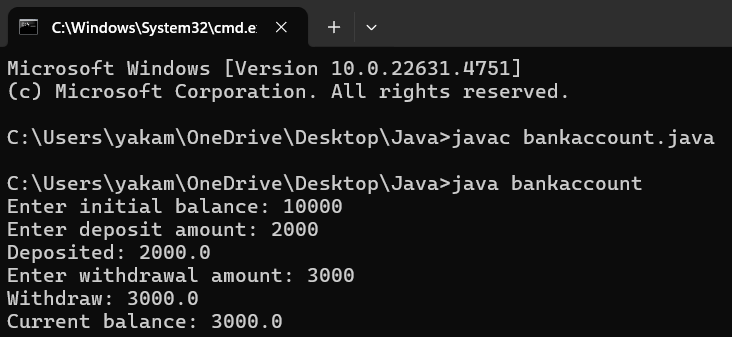 C:\Windows\System32\cmd.e
Microsoft Windows [Version 10.0.22631.4751]
(c) Microsoft Corporation. All rights reserved.
C:\Users\yakam\OneDrive\Desktop\Java>javac bankaccount.java
C:\Users\yakam\OneDrive\Desktop\Java>java bankaccount
Enter initial balance: 10000
Enter deposit amount: 2000
Deposited: 2000.0
Enter withdrawal amount: 3000
Withdraw: 3000.0
Current balance: 3000.0